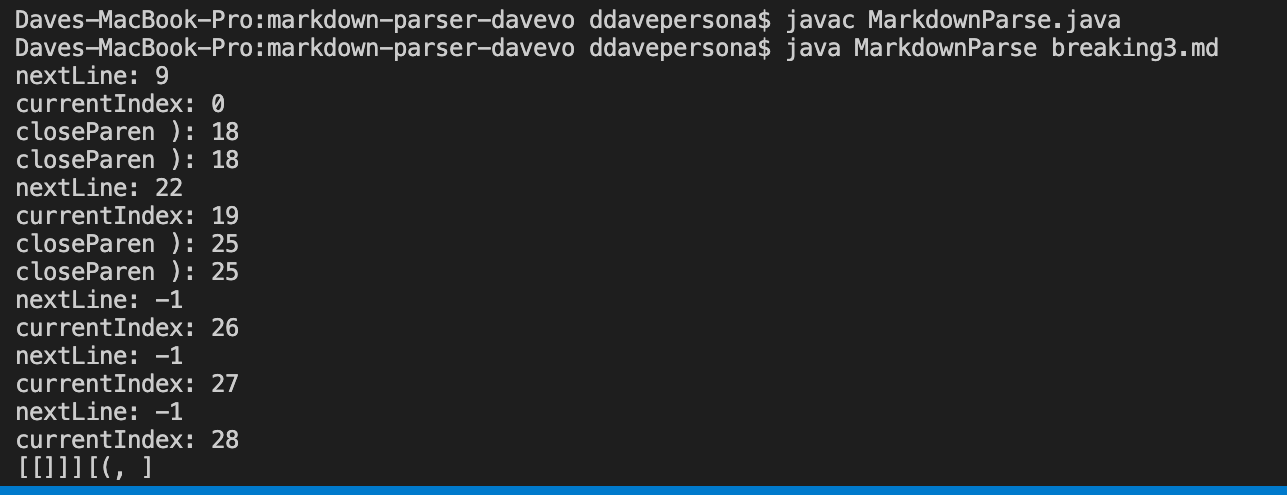 Daves-MacBook-Pro:markdown-parser-davevo ddavepersona$ javac MarkdownParse.java
Daves-MacBook-Pro:markdown-parser-davevo ddavepersona$ java MarkdownParse breaking3.md
nextLine: 9
currentIndex: 0
closeParen ): 18
closeParen ): 18
nextLine: 22
currentIndex: 19
closeParen ): 25
closeParen ): 25
nextLine: -1
currentIndex: 26
nextLine: -1
currentIndex: 27
nextLine: -1
currentIndex: 28
[[]]][(, ]